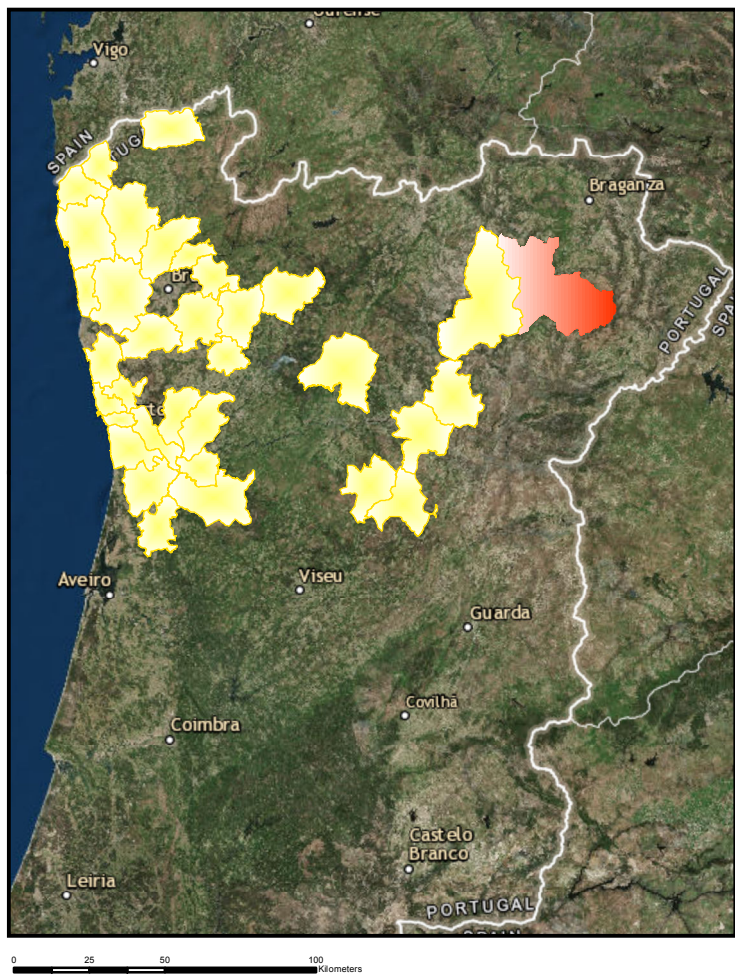 Vigo
SPAIN
Braganza
PORTUGAL
Aveiro
Viseu
Guarda
Covilhã
Coimbra
Castelo
Branco
Leiria
PORTUGAL
SPAIN
0 25 50 100
Kilometers